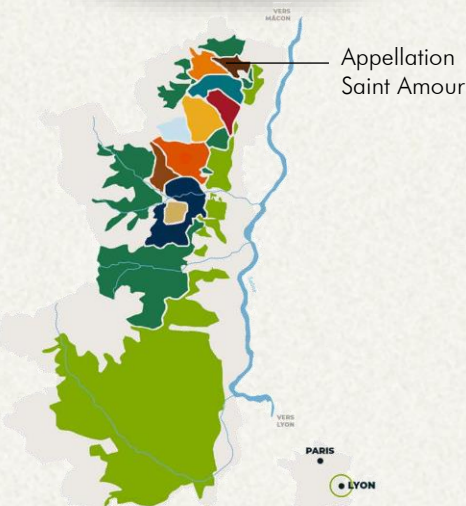 VERS
MÂCON
Appellation
Saint Amour
VERS
LYON
PARIS
LYON